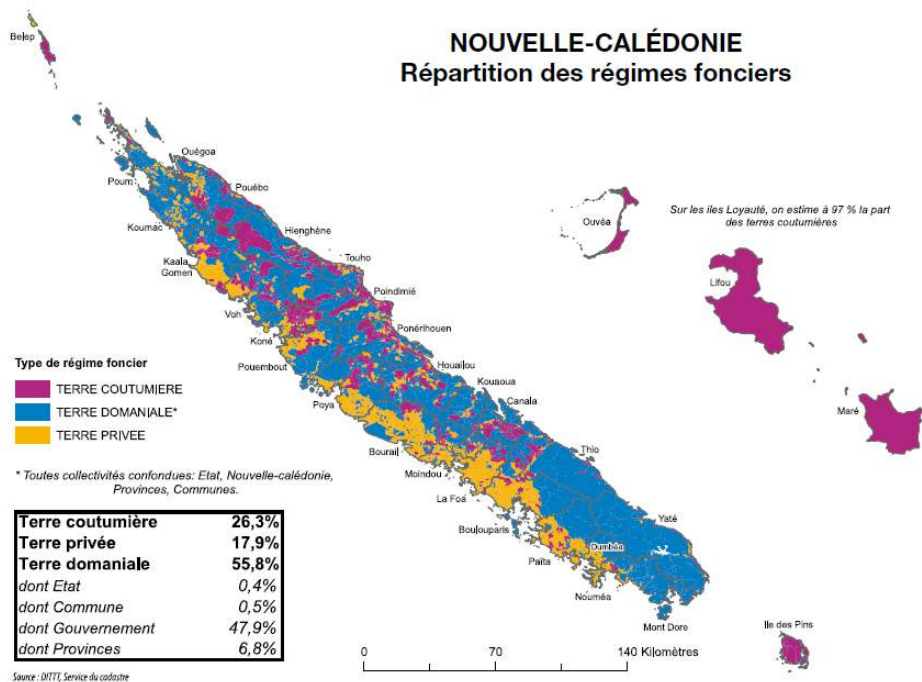 NOUVELLE-CALÉDONIE
Répartition des régimes fonciers
Belep
Ouégoa
Poum
Pouébo
Koumac
Hienghène
Kaala
Gomen
Touho
Voh
Poindimié
Koné
Ponérihouen
Pouembout
Houaïlou
Kouaoua
Poya
Canala
Bourail
Thio
Moindou
La Foa
Yaté
Boulouparis
Dumbéa
Païta
Nouméa
Mont Dore
Ouvéa
Sur les iles Loyauté, on estime à 97 % la part
des terres coutumières
Lifou
Maré
Ile des Pins
Type de régime foncier
TERRE COUTUMIERE
TERRE DOMANIALE*
TERRE PRIVEE
* Toutes collectivités confondues: Etat, Nouvelle-calédonie,
Provinces, Communes.
Terre coutumière 26,3%
Terre privée 17,9%
Terre domaniale 55,8%
dont Etat 0,4%
dont Commune 0,5%
dont Gouvernement 47,9%
dont Provinces 6,8%
0 70 140 Kilomètres
Source : DITTT, Service du cadastre